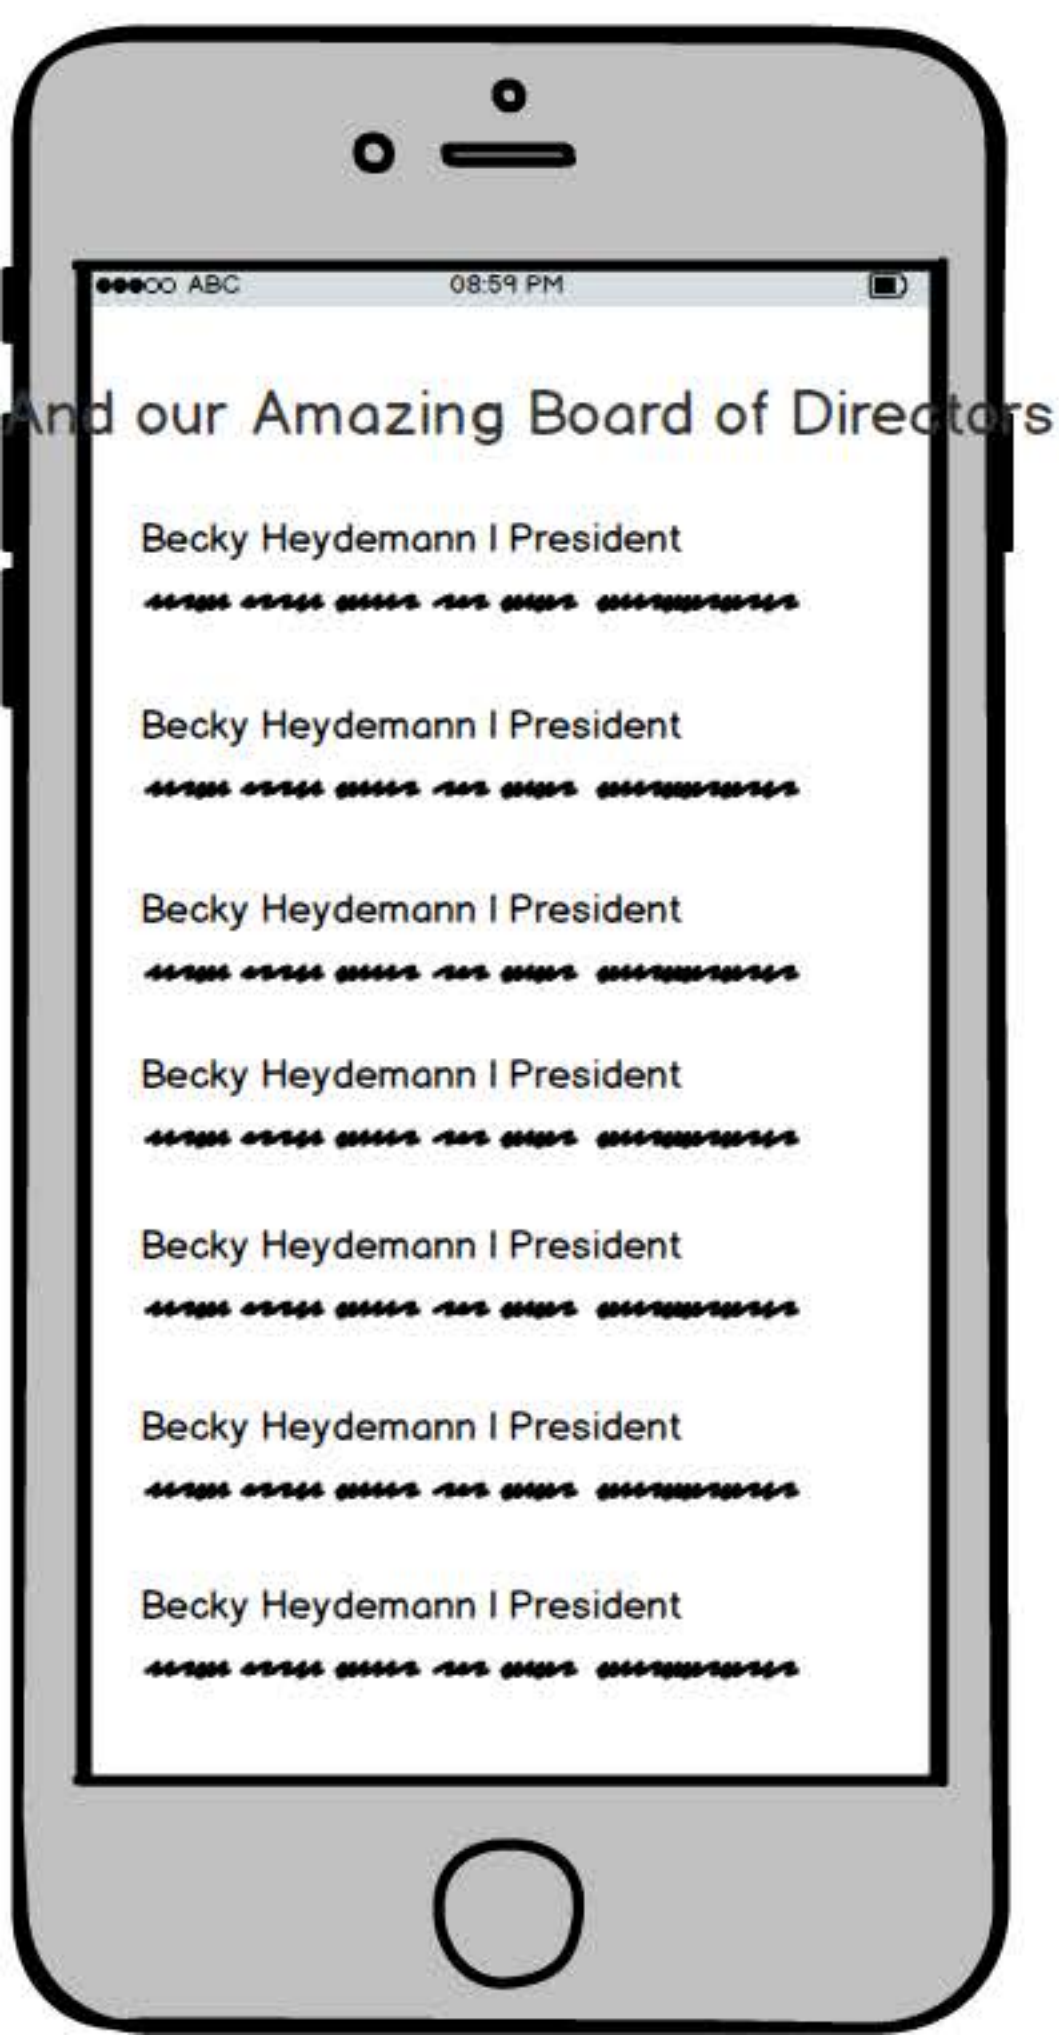 ABC 08:59 PM
And our Amazing Board of Directors
Becky Heydemann | President
Becky Heydemann | President
Becky Heydemann | President
Becky Heydemann | President
Becky Heydemann | President
Becky Heydemann | President
Becky Heydemann | President